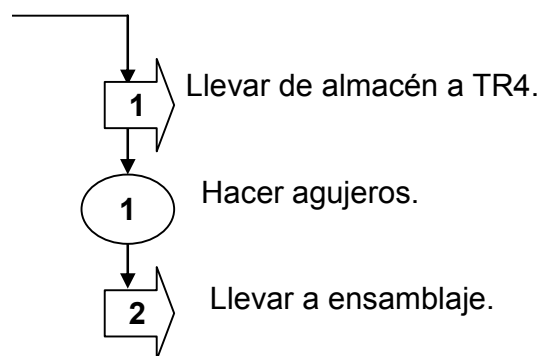 1 Llevar de almacén a TR4.
1 Hacer agujeros.
2 Llevar a ensamblaje.